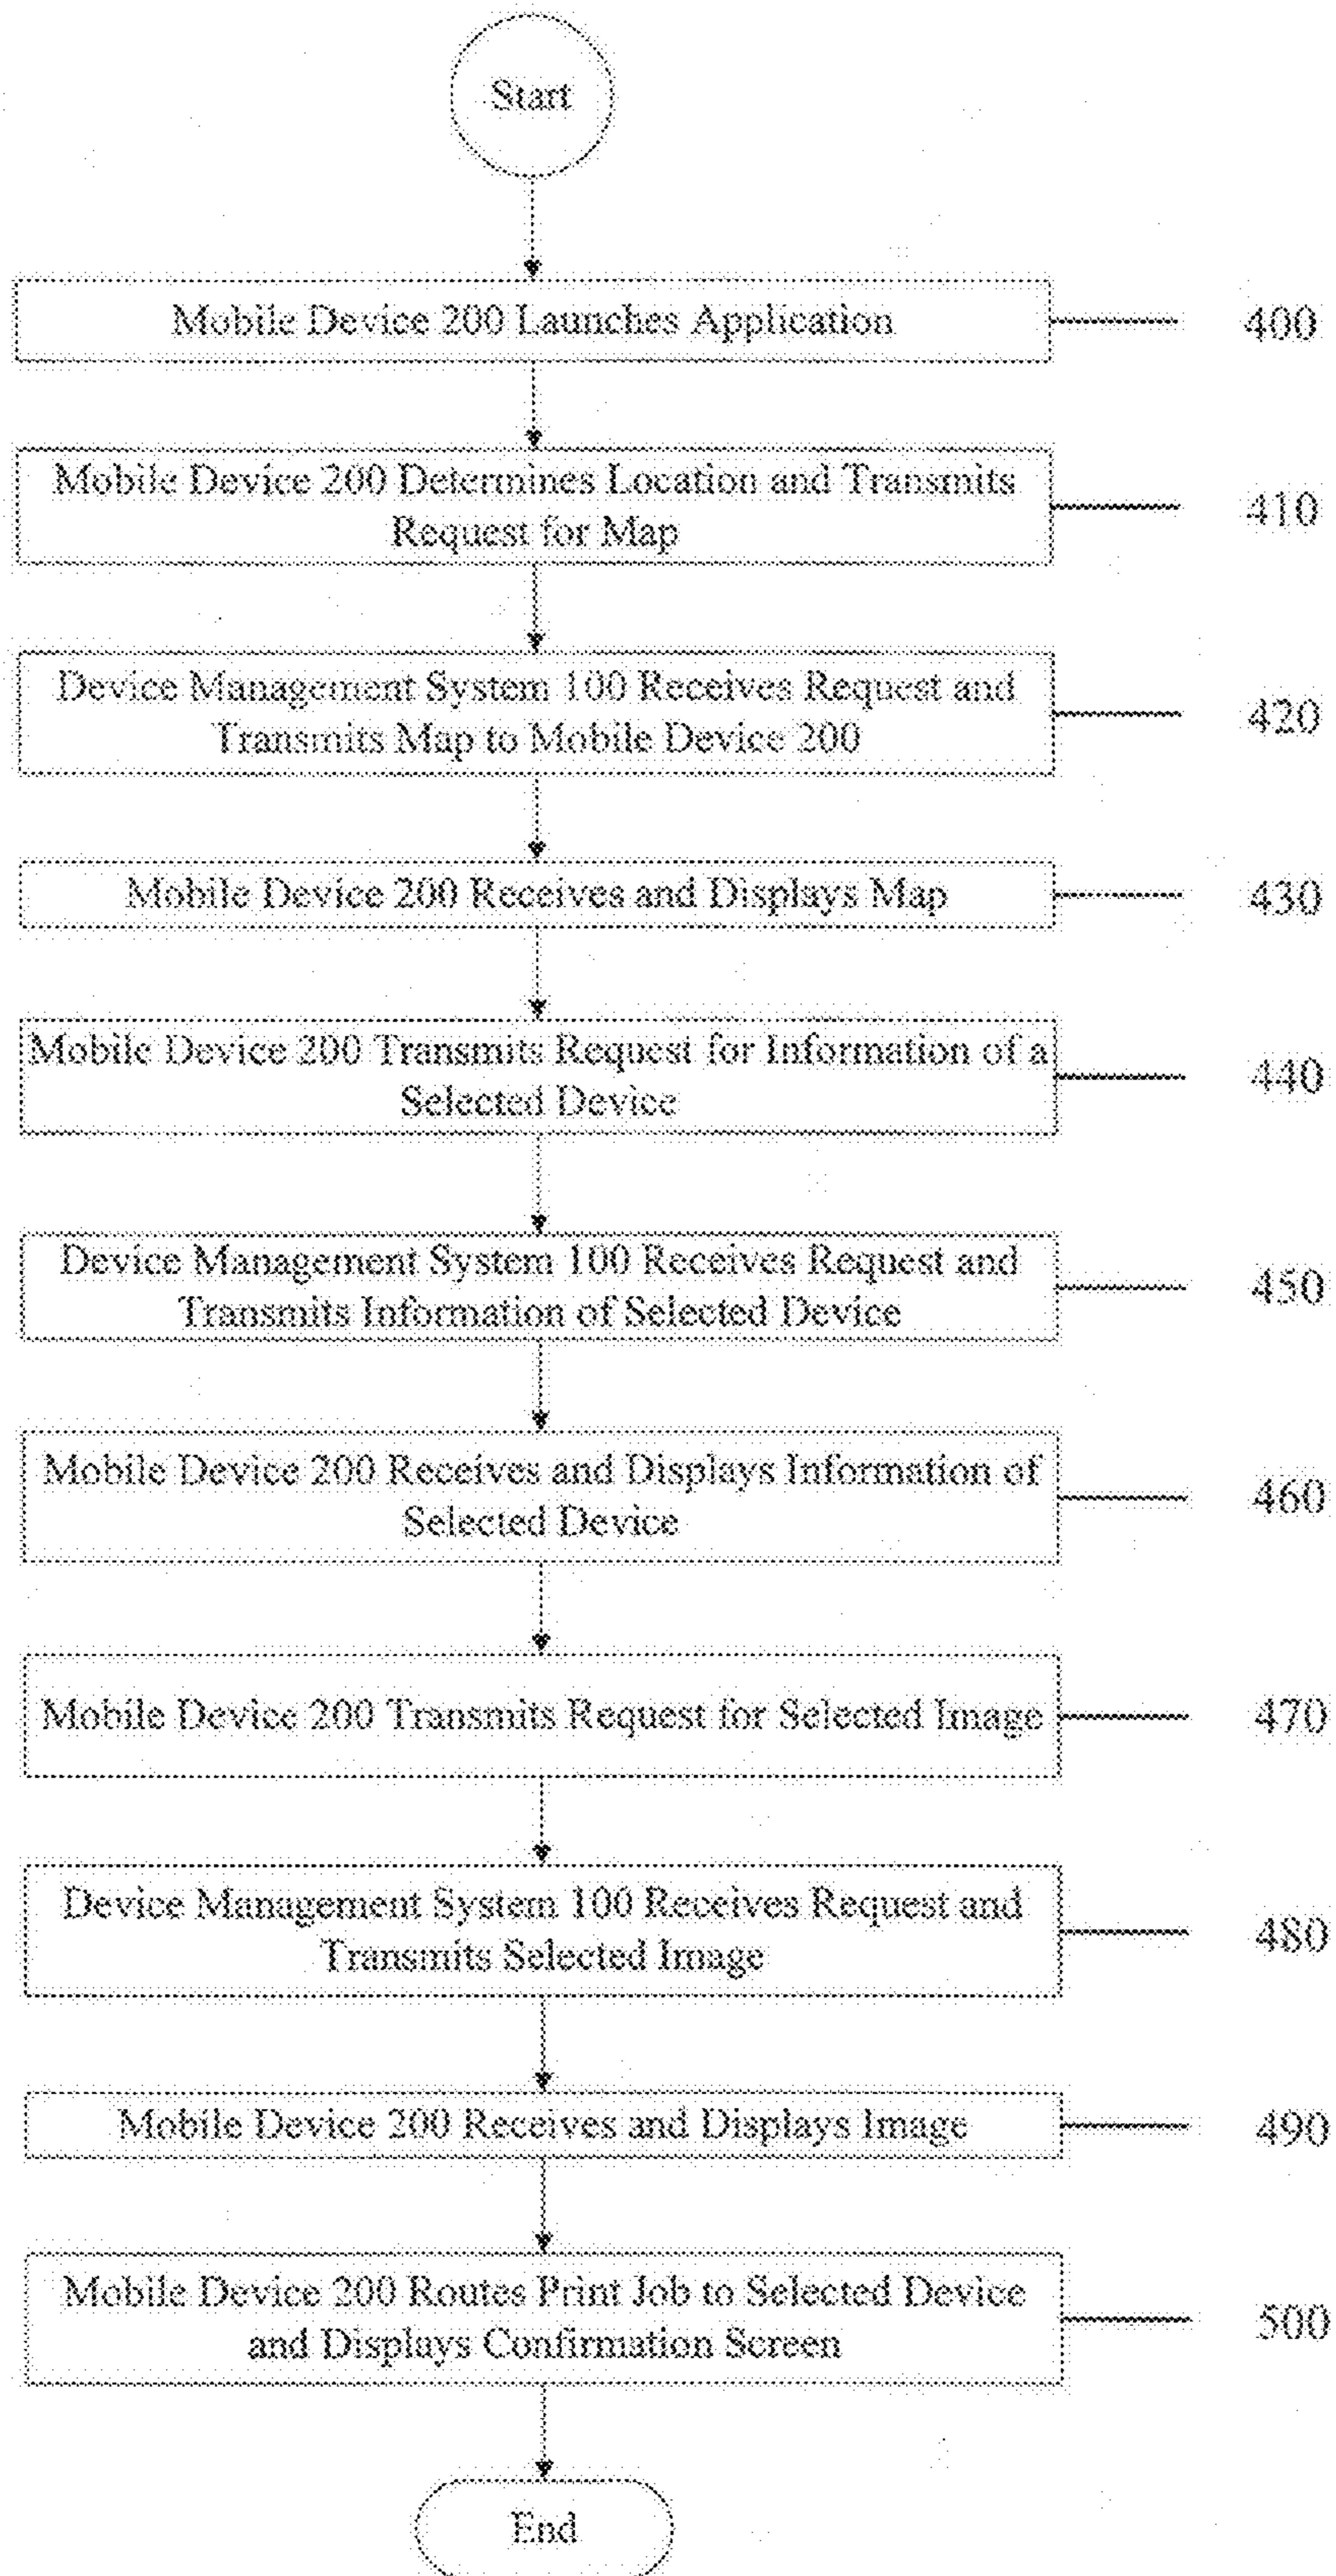 Start
Mobile Device 200 Launches Application
400
Mobile Device 200 Determines Location and Transmits
Request for Map
410
Device Management System 100 Receives Request and
Transmits Map to Mobile Device 200
420
Mobile Device 200 Receives and Displays Map
430
Mobile Device 200 Transmits Request for Information of a
Selected Device
440
Device Management System 100 Receives Request and
Transmits Information of Selected Device
450
Mobile Device 200 Receives and Displays Information of
Selected Device
460
Mobile Device 200 Transmits Request for Selected Image
470
Device Management System 100 Receives Request and
Transmits Selected Image
480
Mobile Device 200 Receives and Displays Image
490
Mobile Device 200 Routes Print Job to Selected Device
and Displays Confirmation Screen
500
End